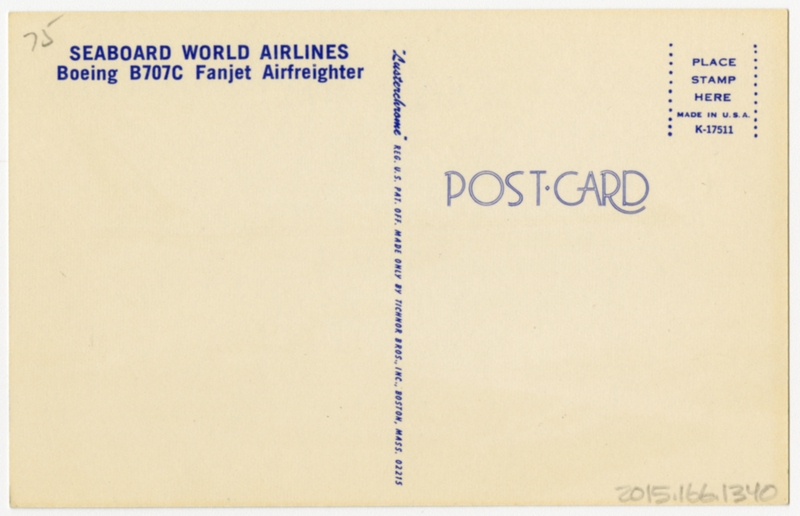 75
SEABOARD WORLD AIRLINES
Boeing B707C Fanjet Airfreighter
"Lusterchrome" REG. U.S. PAT. OFF. MADE ONLY BY TICHNOR BROS., INC., BOSTON, MASS. 02215
PLACE
STAMP
HERE
MADE IN U.S.A.
K-17511
POST·CARD
2015.166.1340